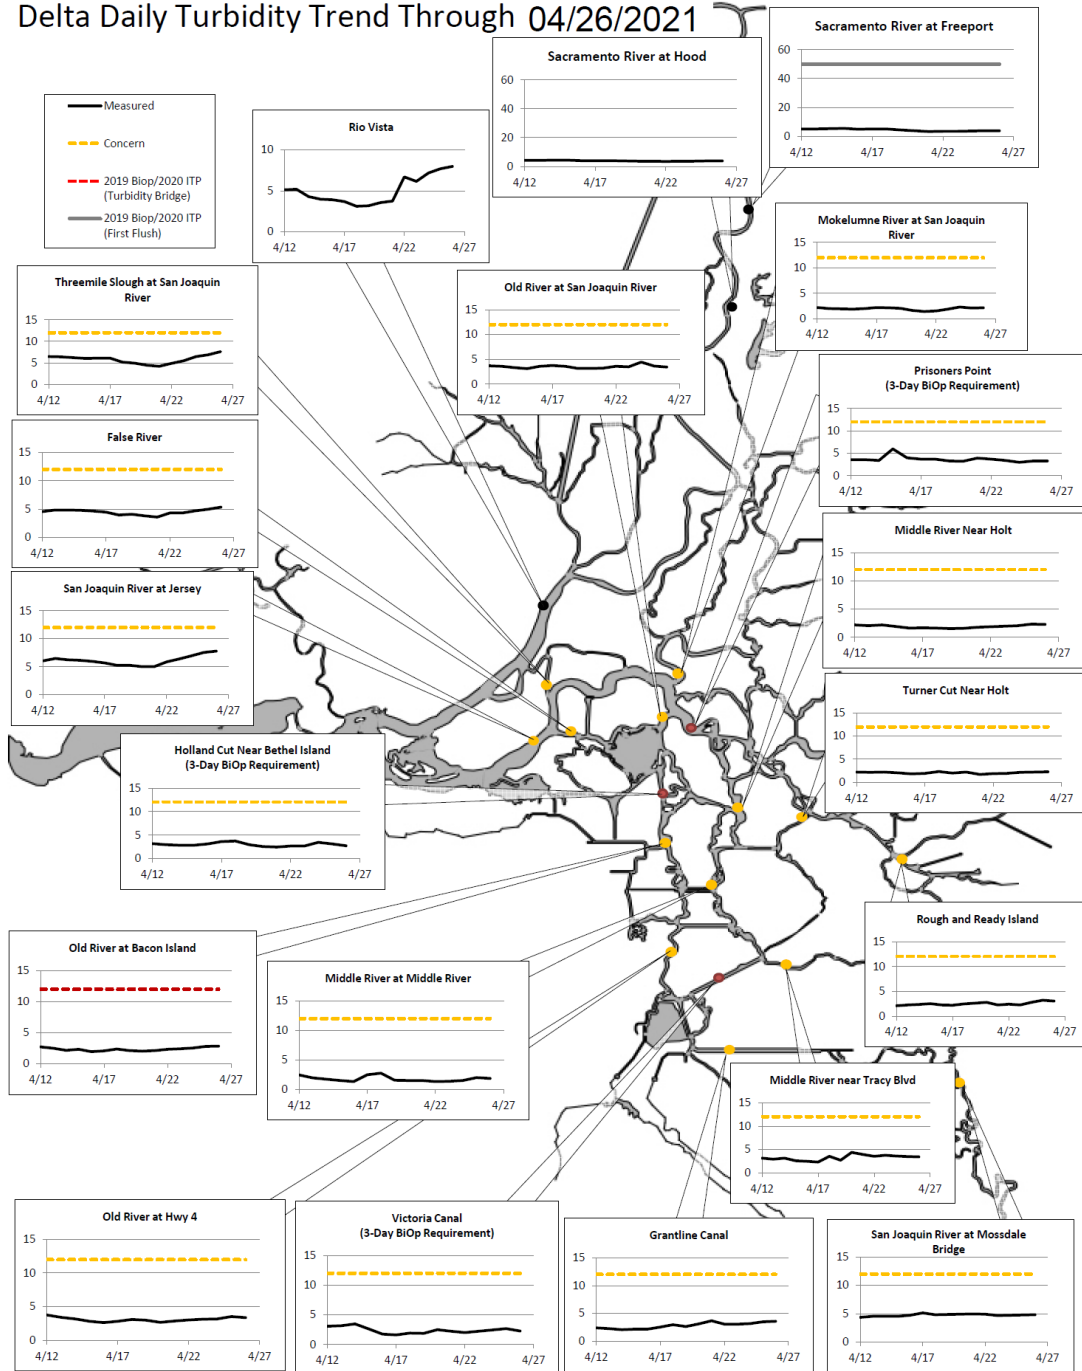 Delta Daily Turbidity Trend Through 04/26/2021
Measured
Concern
2019 Biop/2020 ITP
(Turbidity Bridge)
2019 Biop/2020 ITP
(First Flush)
Rio Vista
10
5
0
4/12 4/17 4/22 4/27
Sacramento River at Hood
60
40
20
0
4/12 4/17 4/22 4/27
Sacramento River at Freeport
60
40
20
0
4/12 4/17 4/22 4/27
Mokelumne River at San Joaquin
River
15
10
5
0
4/12 4/17 4/22 4/27
Threemile Slough at San Joaquin
River
15
10
5
0
4/12 4/17 4/22 4/27
Old River at San Joaquin River
15
10
5
0
4/12 4/17 4/22 4/27
Prisoners Point
(3-Day BiOp Requirement)
15
10
5
0
4/12 4/17 4/22 4/27
False River
15
10
5
0
4/12 4/17 4/22 4/27
Middle River Near Holt
15
10
5
0
4/12 4/17 4/22 4/27
San Joaquin River at Jersey
15
10
5
0
4/12 4/17 4/22 4/27
Turner Cut Near Holt
15
10
5
0
4/12 4/17 4/22 4/27
Holland Cut Near Bethel Island
(3-Day BiOp Requirement)
15
10
5
0
4/12 4/17 4/22 4/27
Rough and Ready Island
15
10
5
0
4/12 4/17 4/22 4/27
Old River at Bacon Island
15
10
5
0
4/12 4/17 4/22 4/27
Middle River at Middle River
15
10
5
0
4/12 4/17 4/22 4/27
Middle River near Tracy Blvd
15
10
5
0
4/12 4/17 4/22 4/27
Old River at Hwy 4
15
10
5
0
4/12 4/17 4/22 4/27
Victoria Canal
(3-Day BiOp Requirement)
15
10
5
0
4/12 4/17 4/22 4/27
Grantline Canal
15
10
5
0
4/12 4/17 4/22 4/27
San Joaquin River at Mossdale
Bridge
15
10
5
0
4/12 4/17 4/22 4/27